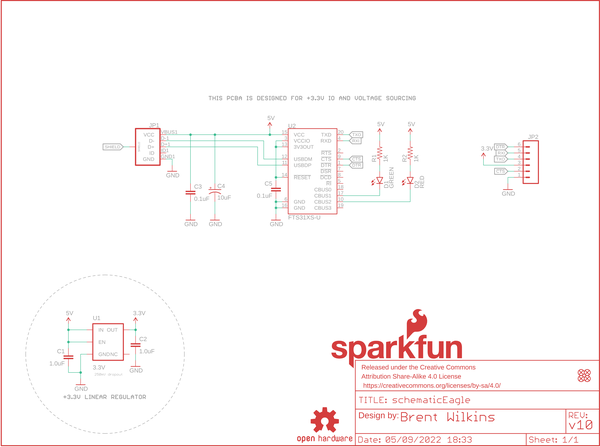 THIS PCBA IS DESIGNED FOR +3.3V IO AND VOLTAGE SOURCING
JP1
VBUS1
VCC
D-
D+
ID
GND
GND1
SHIELD
GND
5V
C3
0.1uF
GND
C4
10uF
GND
C5
0.1uF
GND
U2
VCC
VCCIO
3V3OUT
USBDM
USBDP
RESET
GND
GND
TXD
RXD
RTS
CTS
DTR
DSR
DCD
RI
CBUS0
CBUS1
CBUS2
CBUS3
5V
R1
1K
GREEN
5V
R2
1K
RED
JP2
3.3V
GND
5V
C1
1.0uF
GND
U1
IN OUT
EN
GND NC
3.3V
3.3V
C2
1.0uF
GND
+3.3V LINEAR REGULATOR
sparkfun
Released under the Creative Commons
Attribution Share-Alike 4.0 License
https://creativecommons.org/licenses/by-sa/4.0/
TITLE: schematicEagle
Design by: Brent Wilkins
REV:
v10
open hardware
Date: 05/09/2022 18:33
Sheet: 1/1